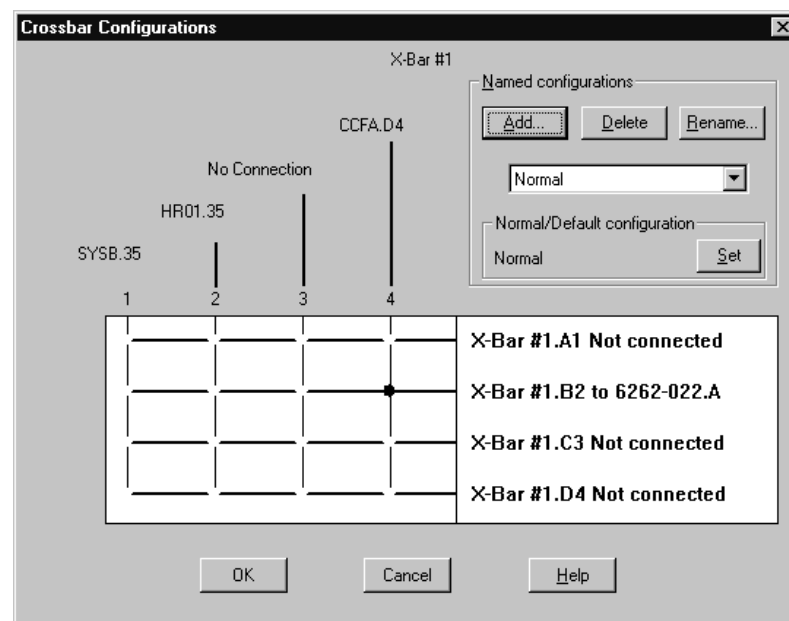 Crossbar Configurations
X-Bar #1
Named configurations
Add...
Delete
Rename...
CCFA.D4
No Connection
Normal
HR01.35
Normal/Default configuration
SYSB.35
Normal
Set
1 2 3 4
X-Bar #1.A1 Not connected
X-Bar #1.B2 to 6262-022.A
X-Bar #1.C3 Not connected
X-Bar #1.D4 Not connected
OK
Cancel
Help